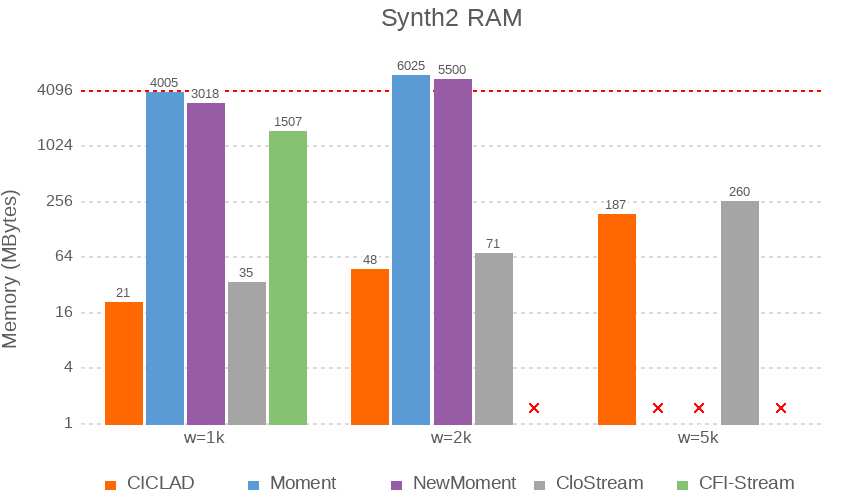 Synth2 RAM
Memory (MBytes)
4096
1024
256
64
16
4
1
21
4005
3018
35
1507
48
6025
5500
71
187
260
w=1k
w=2k
w=5k
CICLAD
Moment
NewMoment
CloStream
CFI-Stream